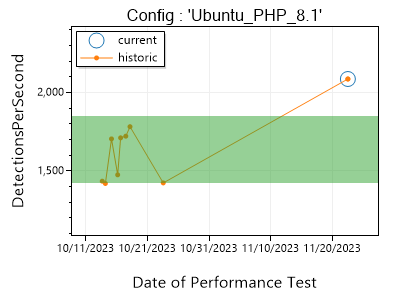 Config : 'Ubuntu_PHP_8.1'
current
historic
DetectionsPerSecond
2,000
1,500
10/11/2023
10/21/2023
10/31/2023
11/10/2023
11/20/2023
Date of Performance Test